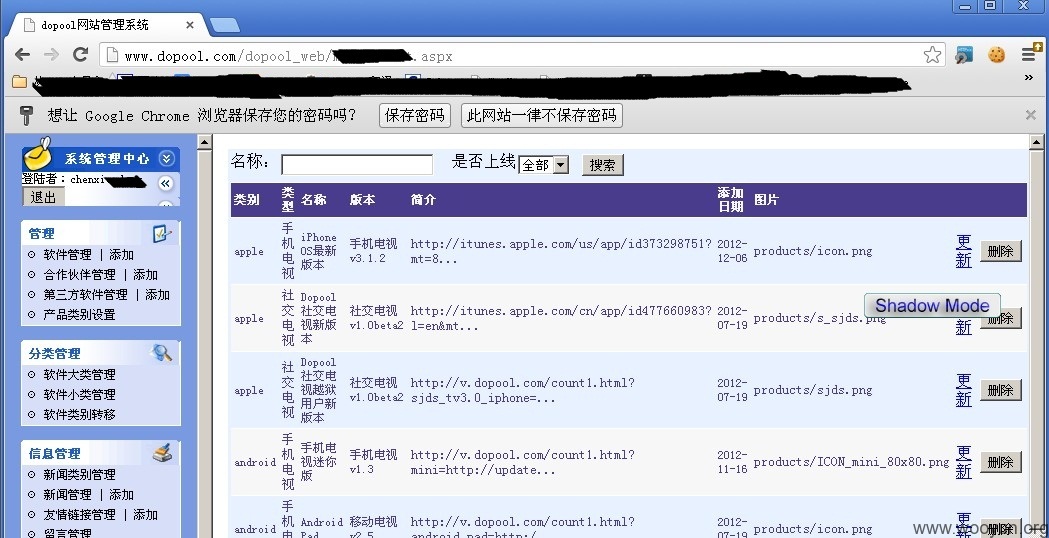 dopool网站管理系统
www.dopool.com/dopool_web/ .aspx
想让 Google Chrome 浏览器保存您的密码吗? 保存密码 此网站一律不保存密码
系统管理中心
登陆者：chenxi
退出
管理
软件管理 | 添加
合作伙伴管理 | 添加
第三方软件管理 | 添加
产品类别设置
分类管理
软件大类管理
软件小类管理
软件类别转移
信息管理
新闻类别管理
新闻管理 | 添加
友情链接管理 | 添加
留言管理
名称： 是否上线 全部 搜索
类别 类型 名称 版本 简介 添加日期 图片
apple 手机电视 iPhone OS最新版本 手机电视 v3.1.2 http://itunes.apple.com/us/app/id373298751?mt=8... 2012-12-06 products/icon.png 更新 删除
apple 社交电视 Dopool 社交电视新版本 社交电视 v1.0beta2 http://itunes.apple.com/cn/app/id477660983?l=en&mt... 2012-07-19 products/s_sjds.png 新 删除
Shadow Mode
apple 社交电视 Dopool 社交电视越狱用户新版本 社交电视 v1.0beta2 http://v.dopool.com/count1.html?sjds_tv3.0_iphone=... 2012-07-19 products/sjds.png 更新 删除
android 手机电视 手机电视迷你版 手机电视 v1.3 http://v.dopool.com/count1.html?mini=http://update... 2012-11-16 products/ICON_mini_80x80.png 更新 删除
android 手机电 Android Pad 移动电视 v2.5 http://v.dopool.com/count1.html?android_pad=http:/ 2012-07-19 products/icon.png 更新 删除
www.wooyun.org